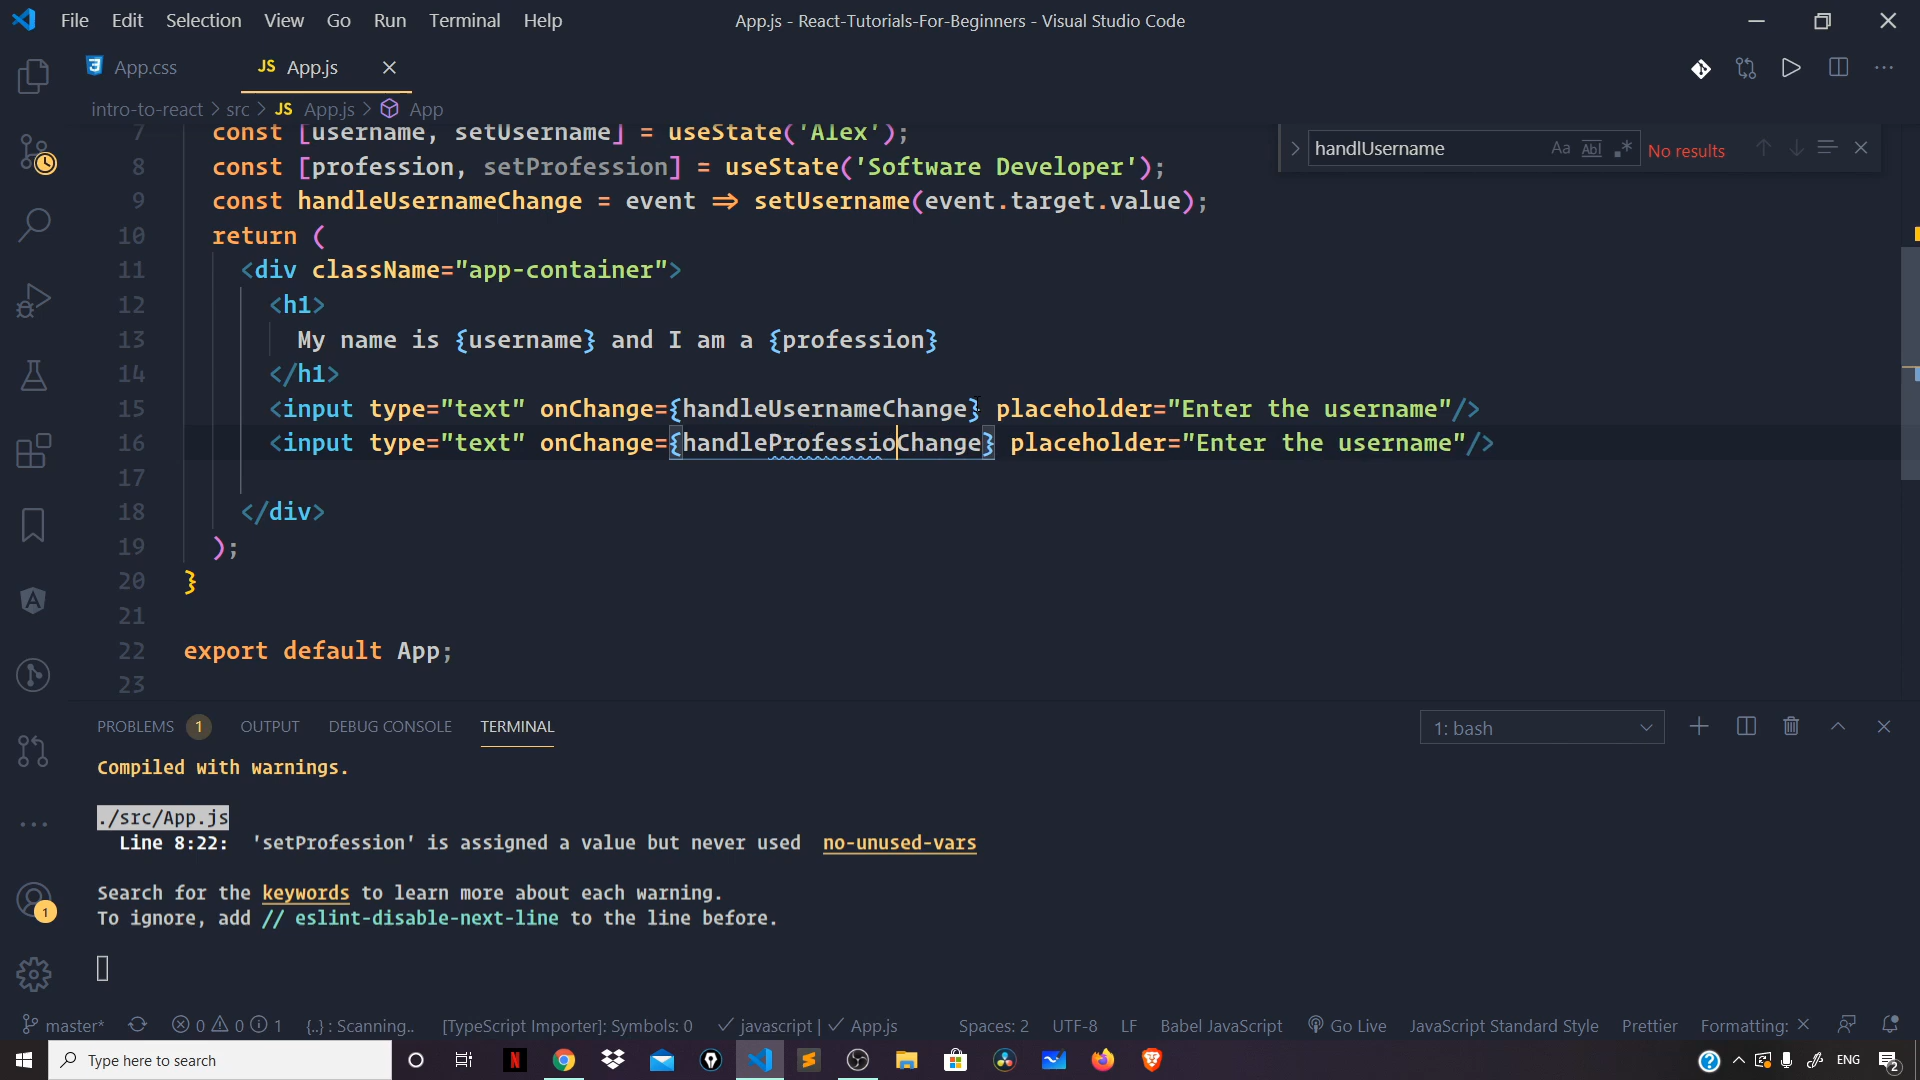 File Edit Selection View Go Run Terminal Help
App.js - React-Tutorials-For-Beginners - Visual Studio Code
App.css
JS App.js
intro-to-react > src > JS App.js > App
handlUsername Aa Abl .* No results
7 const [username, setUsername] = useState('Alex');
8 const [profession, setProfession] = useState('Software Developer');
9 const handleUsernameChange = event => setUsername(event.target.value);
10 return (
11 <div className="app-container">
12 <h1>
13 My name is {username} and I am a {profession}
14 </h1>
15 <input type="text" onChange={handleUsernameChange} placeholder="Enter the username"/>
16 <input type="text" onChange={handleProfessioChange} placeholder="Enter the username"/>
17
18 </div>
19 );
20 }
21
22 export default App;
23
PROBLEMS 1 OUTPUT DEBUG CONSOLE TERMINAL
1: bash
Compiled with warnings.
./src/App.js
Line 8:22: 'setProfession' is assigned a value but never used no-unused-vars
Search for the keywords to learn more about each warning.
To ignore, add // eslint-disable-next-line to the line before.
1
master* 0 0 1 {..} : Scanning.. [TypeScript Importer]: Symbols: 0 ✓ javascript | ✓ App.js Spaces: 2 UTF-8 LF Babel JavaScript Go Live JavaScript Standard Style Prettier Formatting: ×
Type here to search
N
ENG
2